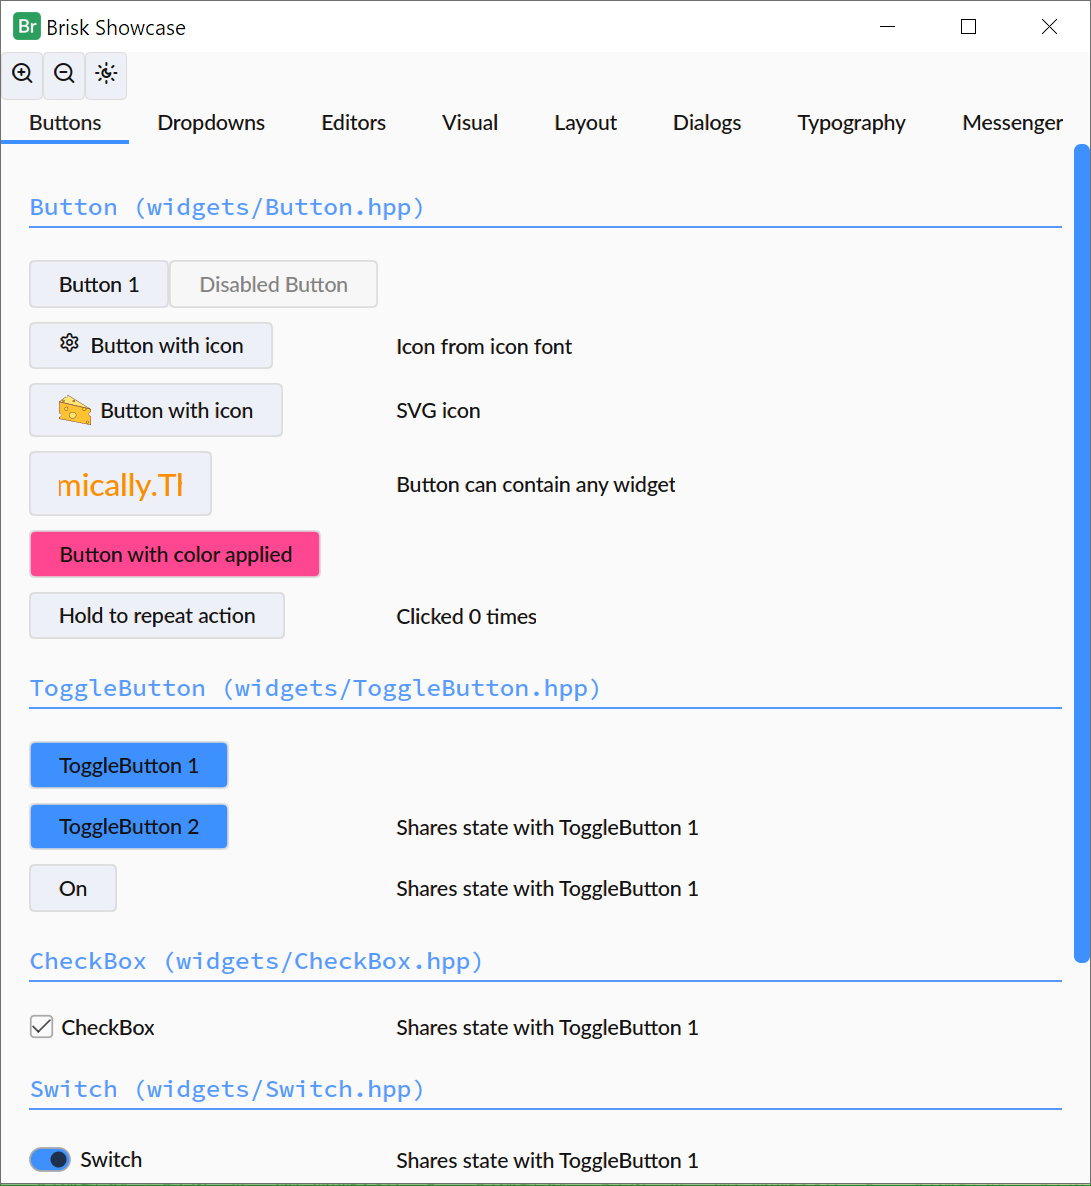 Br Brisk Showcase
Buttons Dropdowns Editors Visual Layout Dialogs Typography Messenger
Button (widgets/Button.hpp)
Button 1 Disabled Button
Button with icon Icon from icon font
Button with icon SVG icon
mically.Th Button can contain any widget
Button with color applied
Hold to repeat action Clicked 0 times
ToggleButton (widgets/ToggleButton.hpp)
ToggleButton 1
ToggleButton 2 Shares state with ToggleButton 1
On Shares state with ToggleButton 1
CheckBox (widgets/CheckBox.hpp)
CheckBox Shares state with ToggleButton 1
Switch (widgets/Switch.hpp)
Switch Shares state with ToggleButton 1